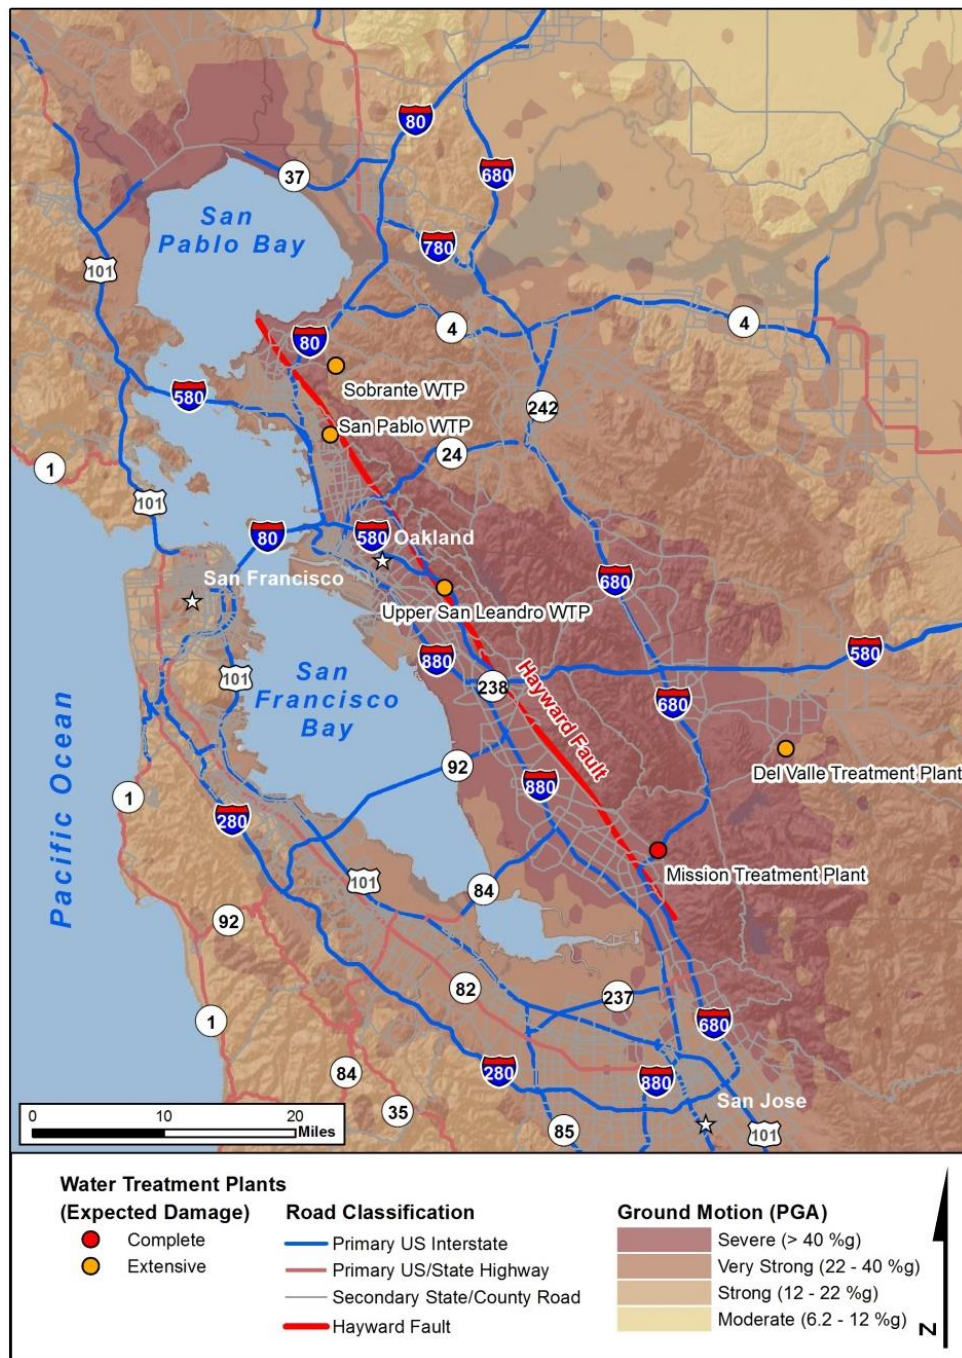 80
680
37
San
Pablo Bay
780
101
4
4
80
Sobrante WTP
580
242
San Pablo WTP
24
1
101
80
580
Oakland
San Francisco
680
Upper San Leandro WTP
580
880
101
San
Francisco
Bay
238
680
Hayward Fault
Pacific Ocean
92
880
Del Valle Treatment Plant
1
280
Mission Treatment Plant
101
84
92
82
237
1
680
280
880
84
35
San Jose
85
101
0 10 20
Miles
Water Treatment Plants
(Expected Damage)
Complete
Extensive
Road Classification
Primary US Interstate
Primary US/State Highway
Secondary State/County Road
Hayward Fault
Ground Motion (PGA)
Severe (> 40 %g)
Very Strong (22 - 40 %g)
Strong (12 - 22 %g)
Moderate (6.2 - 12 %g)
N